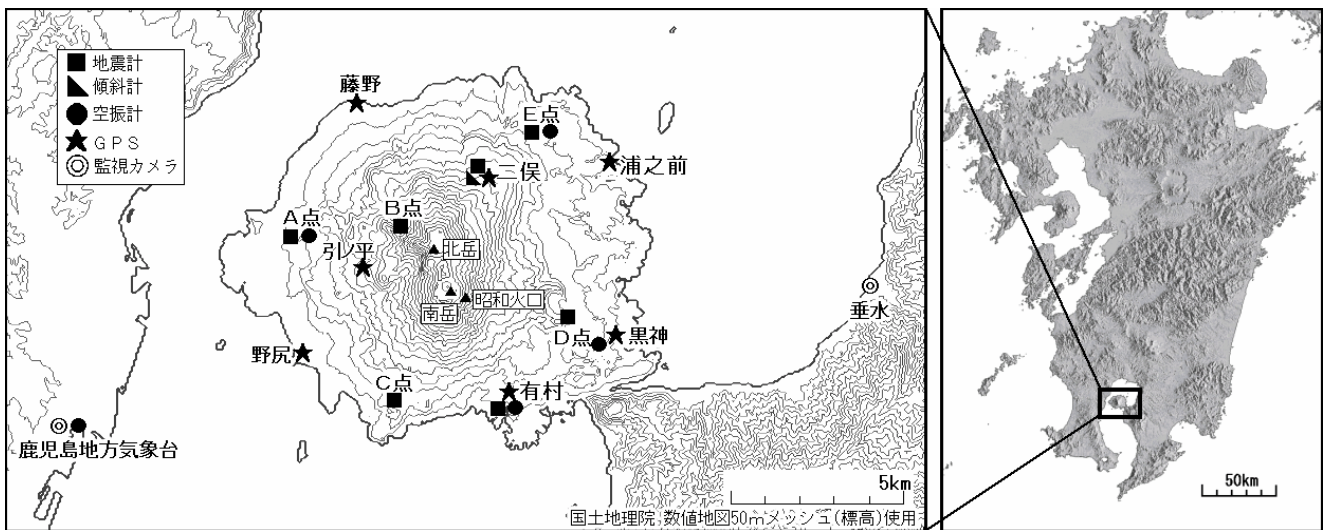 地震計
傾斜計
空振計
GPS
監視カメラ
藤野
E点
浦之前
三俣
B点
A点
引ノ平
北岳
昭和火口
南岳
垂水
D点
黒神
野尻
C点
有村
鹿児島地方気象台
5km
国土地理院 数値地図50mメッシュ(標高)使用
50km